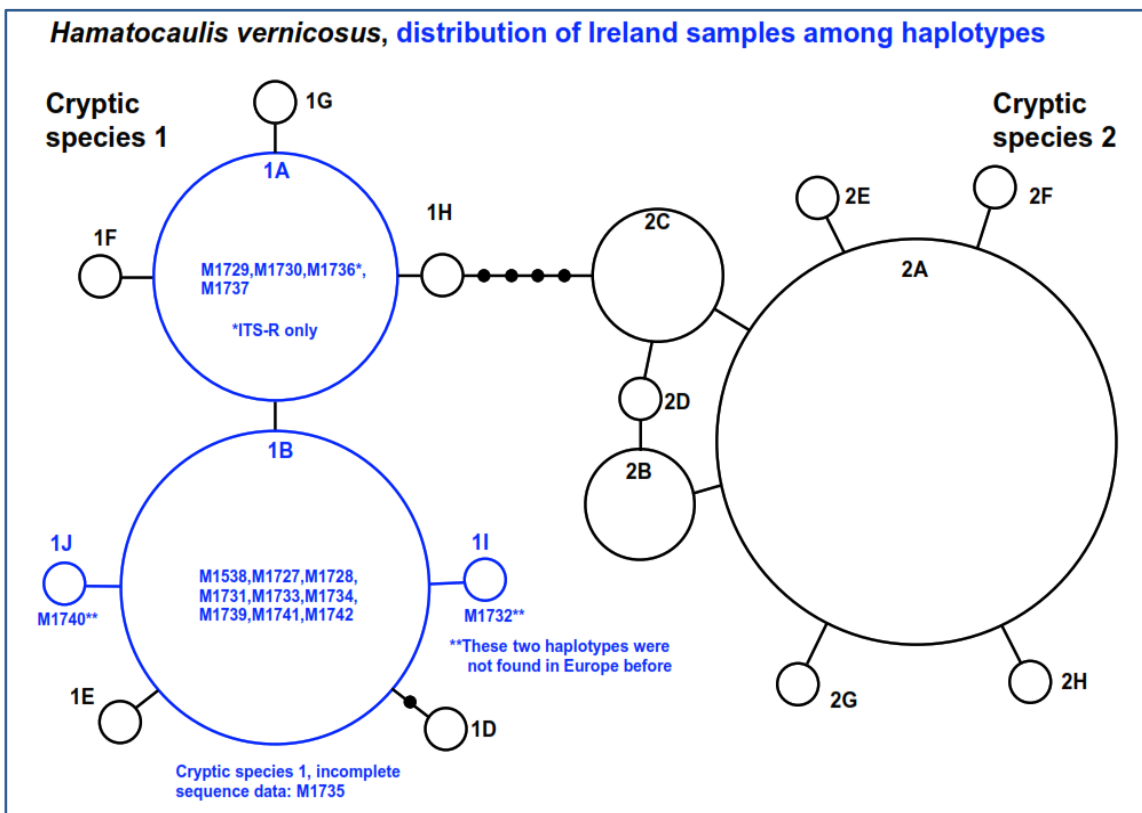 Hamatocaulis vernicosus, distribution of Ireland samples among haplotypes
Cryptic
species 1
1G
1A
1F
M1729,M1730,M1736*,
M1737
*ITS-R only
1H
2C
2D
2B
Cryptic
species 2
2E
2F
2A
2G
2H
1B
1J
M1740**
M1538,M1727,M1728,
M1731,M1733,M1734,
M1739,M1741,M1742
1I
M1732**
**These two haplotypes were
not found in Europe before
1E
1D
Cryptic species 1, incomplete
sequence data: M1735